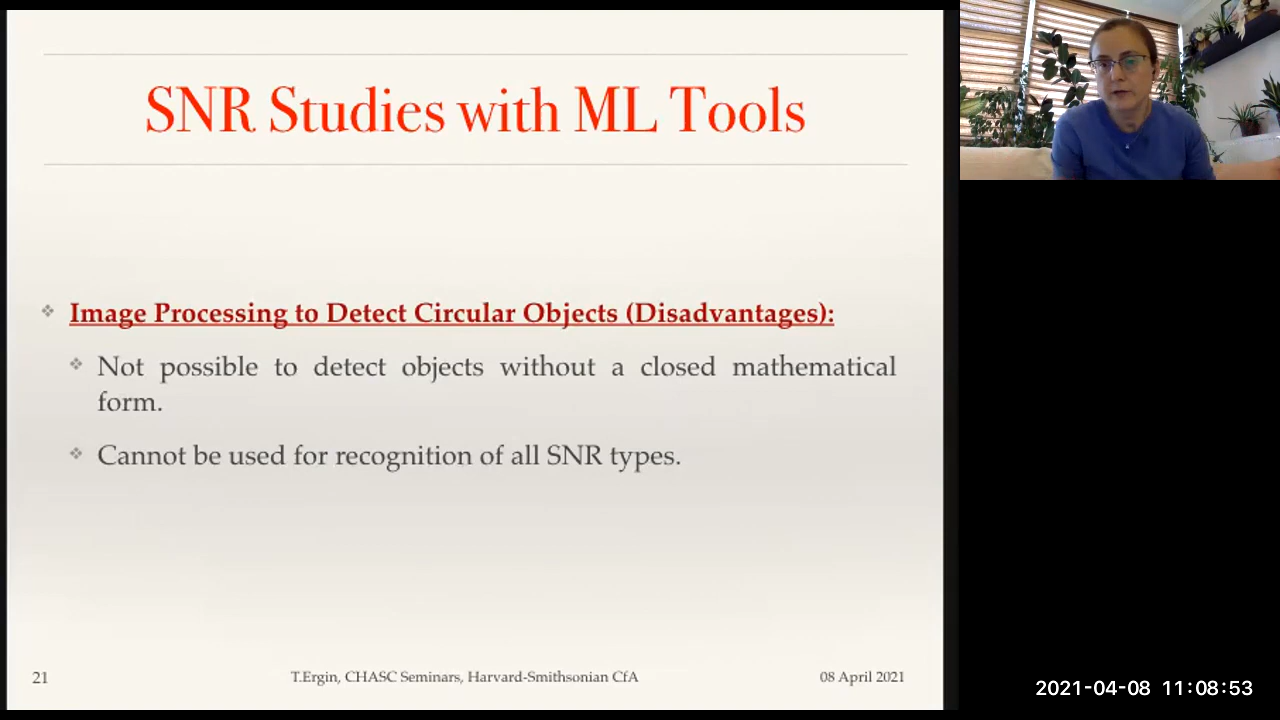 SNR Studies with ML Tools
❖ Image Processing to Detect Circular Objects (Disadvantages):
❖ Not possible to detect objects without a closed mathematical
form.
❖ Cannot be used for recognition of all SNR types.
21
T.Ergin, CHASC Seminars, Harvard-Smithsonian CfA
08 April 2021
2021-04-08 11:08:53